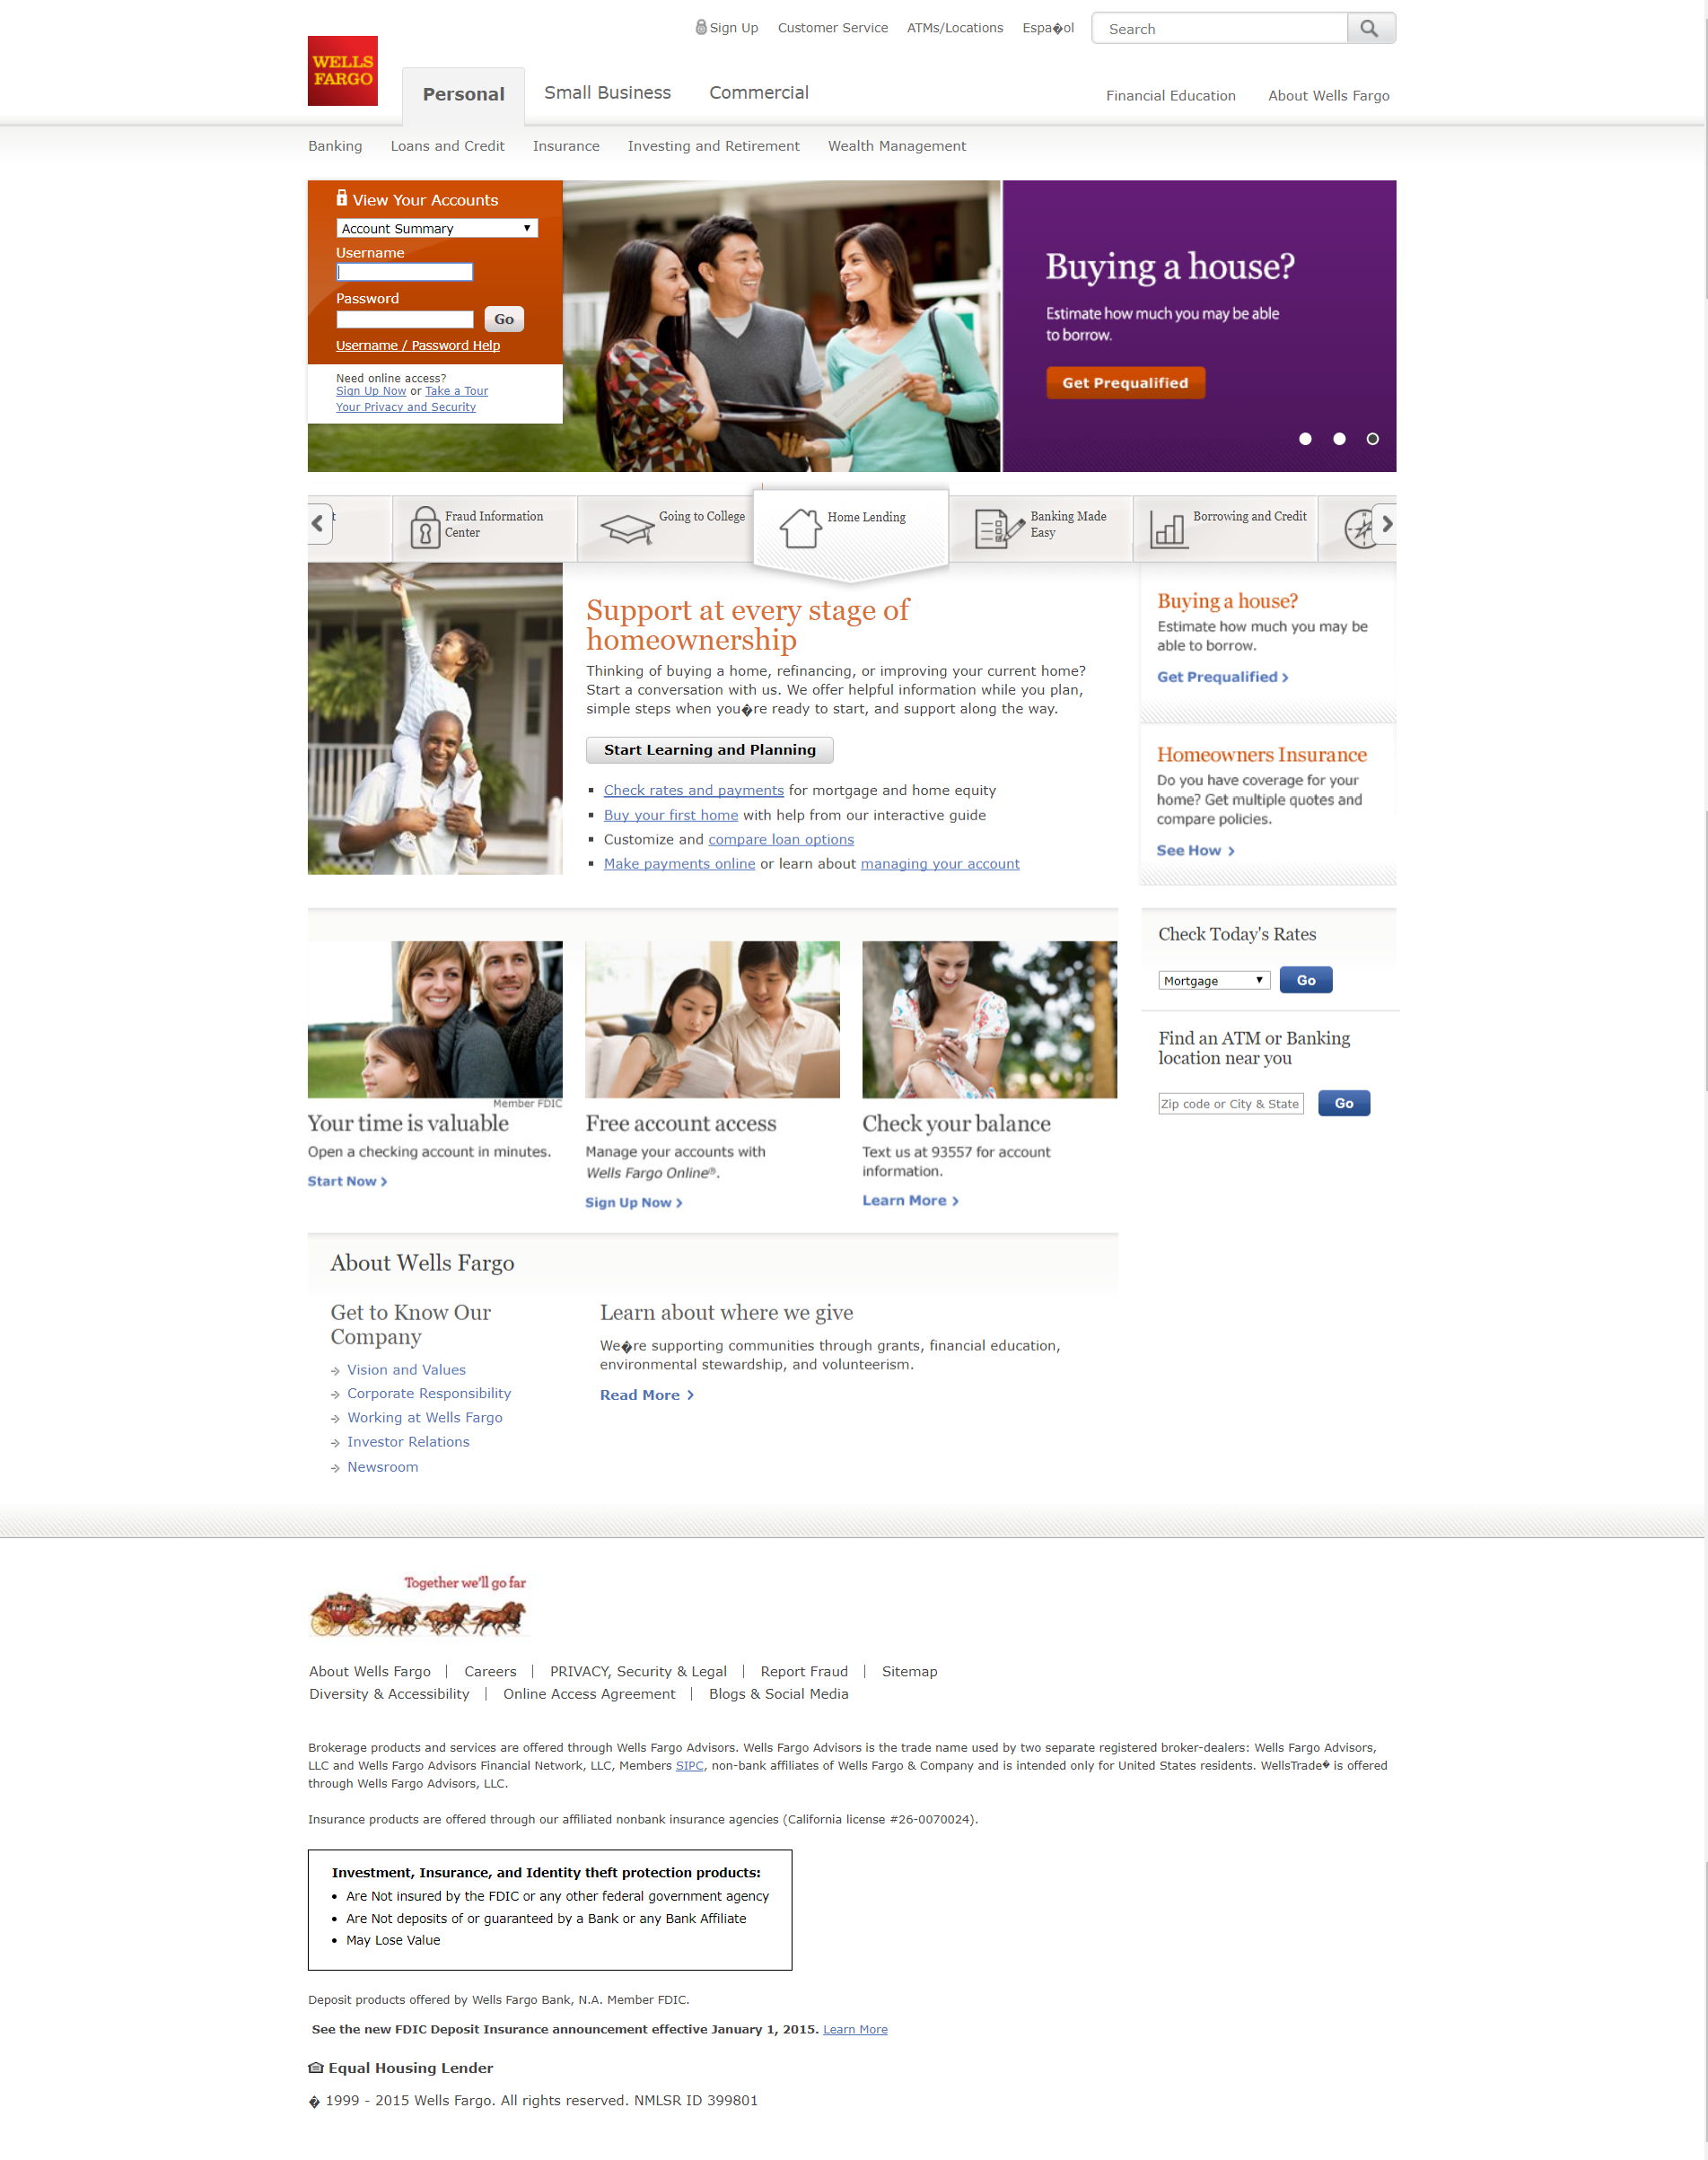 Sign Up Customer Service ATMs/Locations Espa�ol Search
WELLS
FARGO
Personal Small Business Commercial Financial Education About Wells Fargo
Banking Loans and Credit Insurance Investing and Retirement Wealth Management
View Your Accounts
Account Summary
Username
Password
Go
Username / Password Help
Need online access?
Sign Up Now or Take a Tour
Your Privacy and Security
Buying a house?
Estimate how much you may be able
to borrow.
Get Prequalified
t
Fraud Information
Center
Going to College
Home Lending
Banking Made
Easy
Borrowing and Credit
Support at every stage of
homeownership
Thinking of buying a home, refinancing, or improving your current home?
Start a conversation with us. We offer helpful information while you plan,
simple steps when you�re ready to start, and support along the way.
Start Learning and Planning
Check rates and payments for mortgage and home equity
Buy your first home with help from our interactive guide
Customize and compare loan options
Make payments online or learn about managing your account
Buying a house?
Estimate how much you may be
able to borrow.
Get Prequalified
Homeowners Insurance
Do you have coverage for your
home? Get multiple quotes and
compare policies.
See How
Member FDIC
Your time is valuable
Open a checking account in minutes.
Start Now
Free account access
Manage your accounts with
Wells Fargo Online®.
Sign Up Now
Check your balance
Text us at 93557 for account
information.
Learn More
Check Today's Rates
Mortgage Go
Find an ATM or Banking
location near you
Zip code or City & State Go
About Wells Fargo
Get to Know Our
Company
Vision and Values
Corporate Responsibility
Working at Wells Fargo
Investor Relations
Newsroom
Learn about where we give
We�re supporting communities through grants, financial education,
environmental stewardship, and volunteerism.
Read More
Together we'll go far
About Wells Fargo | Careers | PRIVACY, Security & Legal | Report Fraud | Sitemap
Diversity & Accessibility | Online Access Agreement | Blogs & Social Media
Brokerage products and services are offered through Wells Fargo Advisors. Wells Fargo Advisors is the trade name used by two separate registered broker-dealers: Wells Fargo Advisors,
LLC and Wells Fargo Advisors Financial Network, LLC, Members SIPC, non-bank affiliates of Wells Fargo & Company and is intended only for United States residents. WellsTrade� is offered
through Wells Fargo Advisors, LLC.
Insurance products are offered through our affiliated nonbank insurance agencies (California license #26-0070024).
Investment, Insurance, and Identity theft protection products:
• Are Not insured by the FDIC or any other federal government agency
• Are Not deposits of or guaranteed by a Bank or any Bank Affiliate
• May Lose Value
Deposit products offered by Wells Fargo Bank, N.A. Member FDIC.
See the new FDIC Deposit Insurance announcement effective January 1, 2015. Learn More
Equal Housing Lender
� 1999 - 2015 Wells Fargo. All rights reserved. NMLSR ID 399801